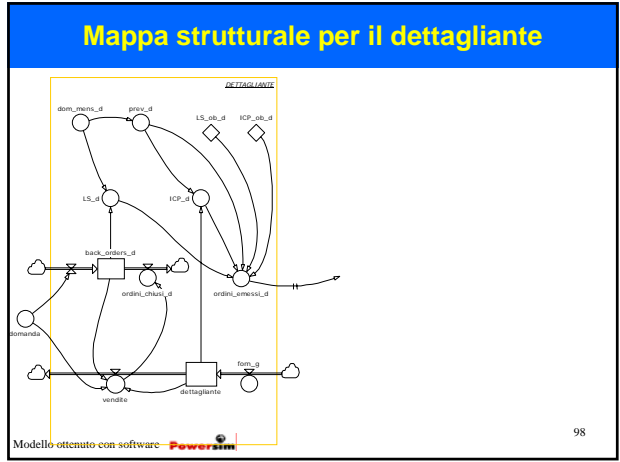 Mappa strutturale per il dettagliante
DETTAGLIANTE
dom_mens_d
prev_d
LS_ob_d
ICP_ob_d
LS_d
ICP_d
back_orders_d
ordini_chiusi_d
ordini_emessi_d
domanda
forn_g
vendite
dettagliante
Modello ottenuto con software Powersim
98